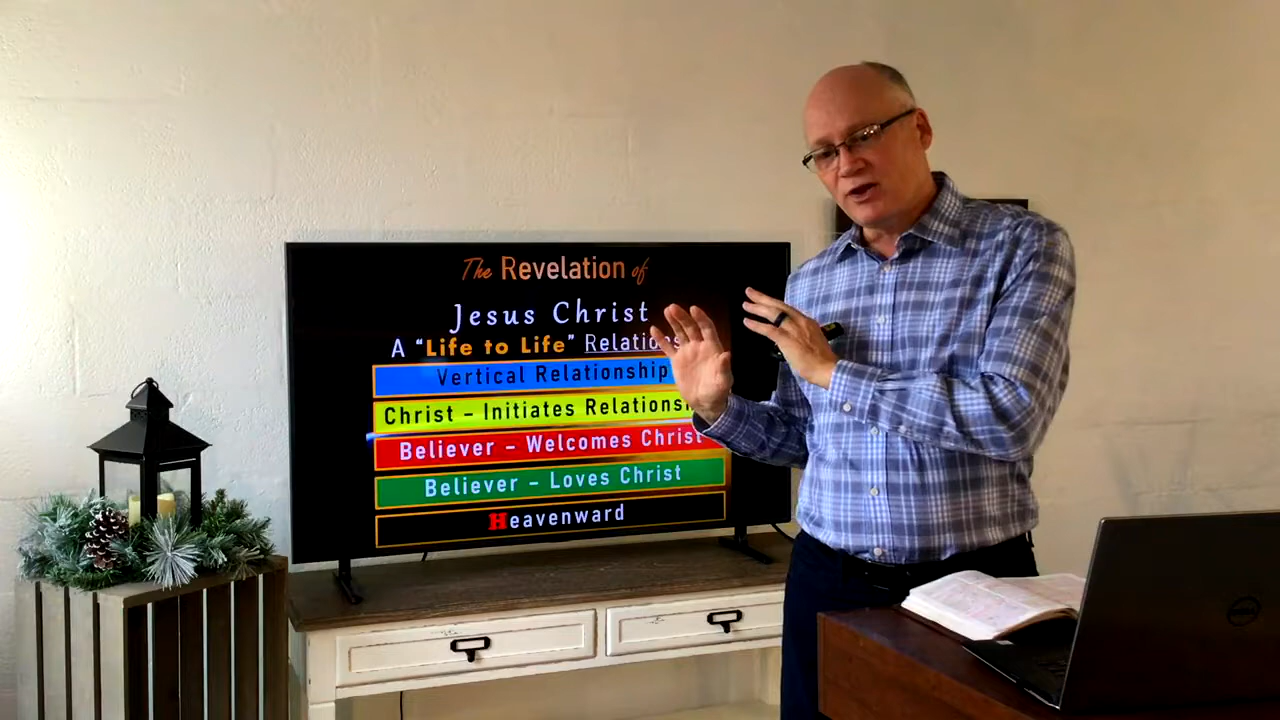 The Revelation of
Jesus Christ
A “Life to Life”
Vertical Relationship
Christ – Initiates
Believer – Welcomes Christ
Believer – Loves Christ
Heavenward
DELL